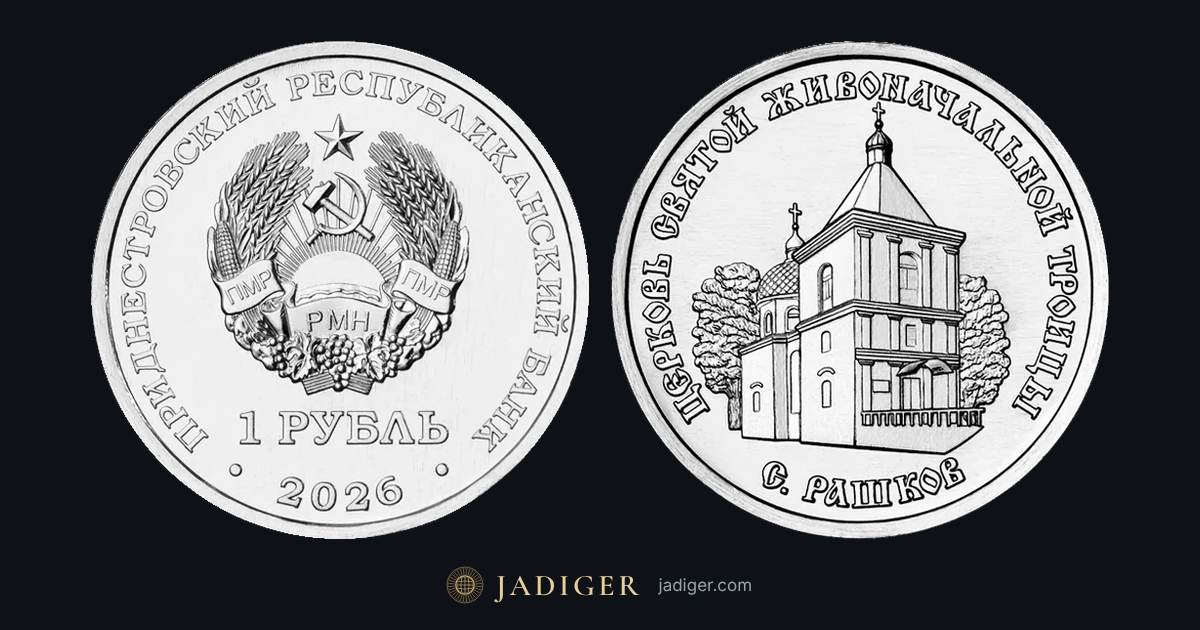 ПРИДНЕСТРОВСКИЙ РЕСПУБЛИКАНСКИЙ БАНК
ПМР
ПМР
РМН
1 РУБЛЬ
2026
ЦЕРКОВЬ СВЯТОЙ ЖИВОНАЧАЛЬНОЙ ТРОИЦЫ
С. РАШКОВ
JADIGER
jadiger.com